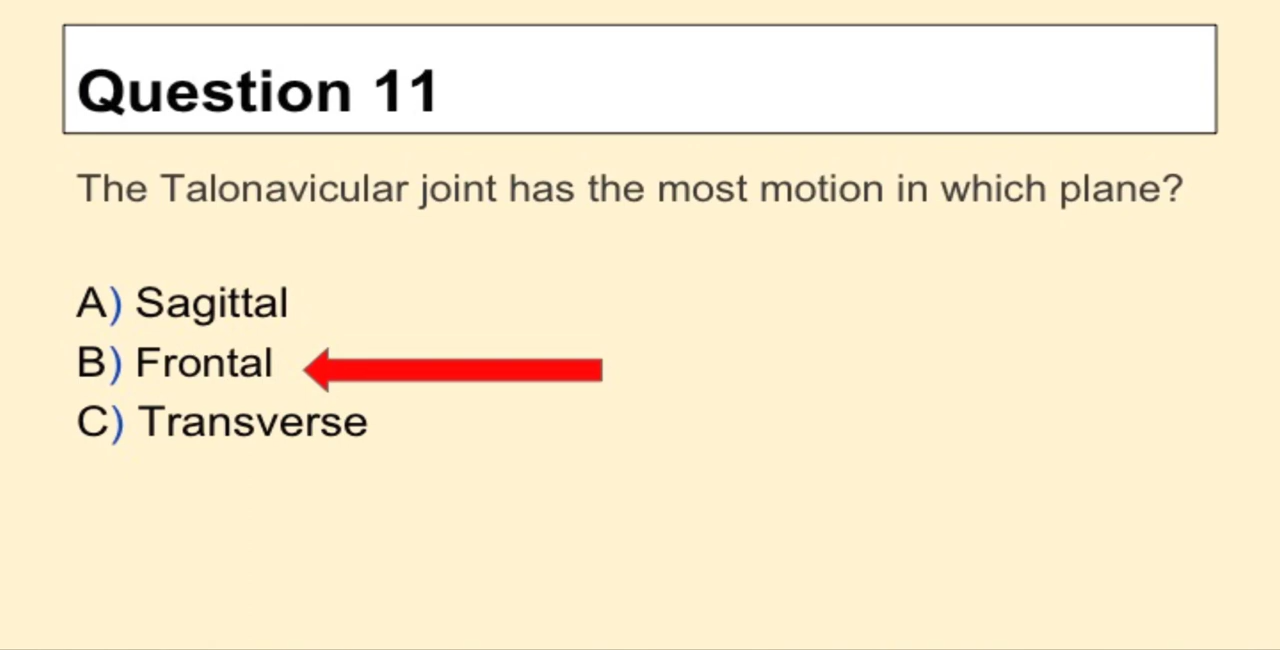 Question 11
The Talonavicular joint has the most motion in which plane?
A) Sagittal
B) Frontal
C) Transverse